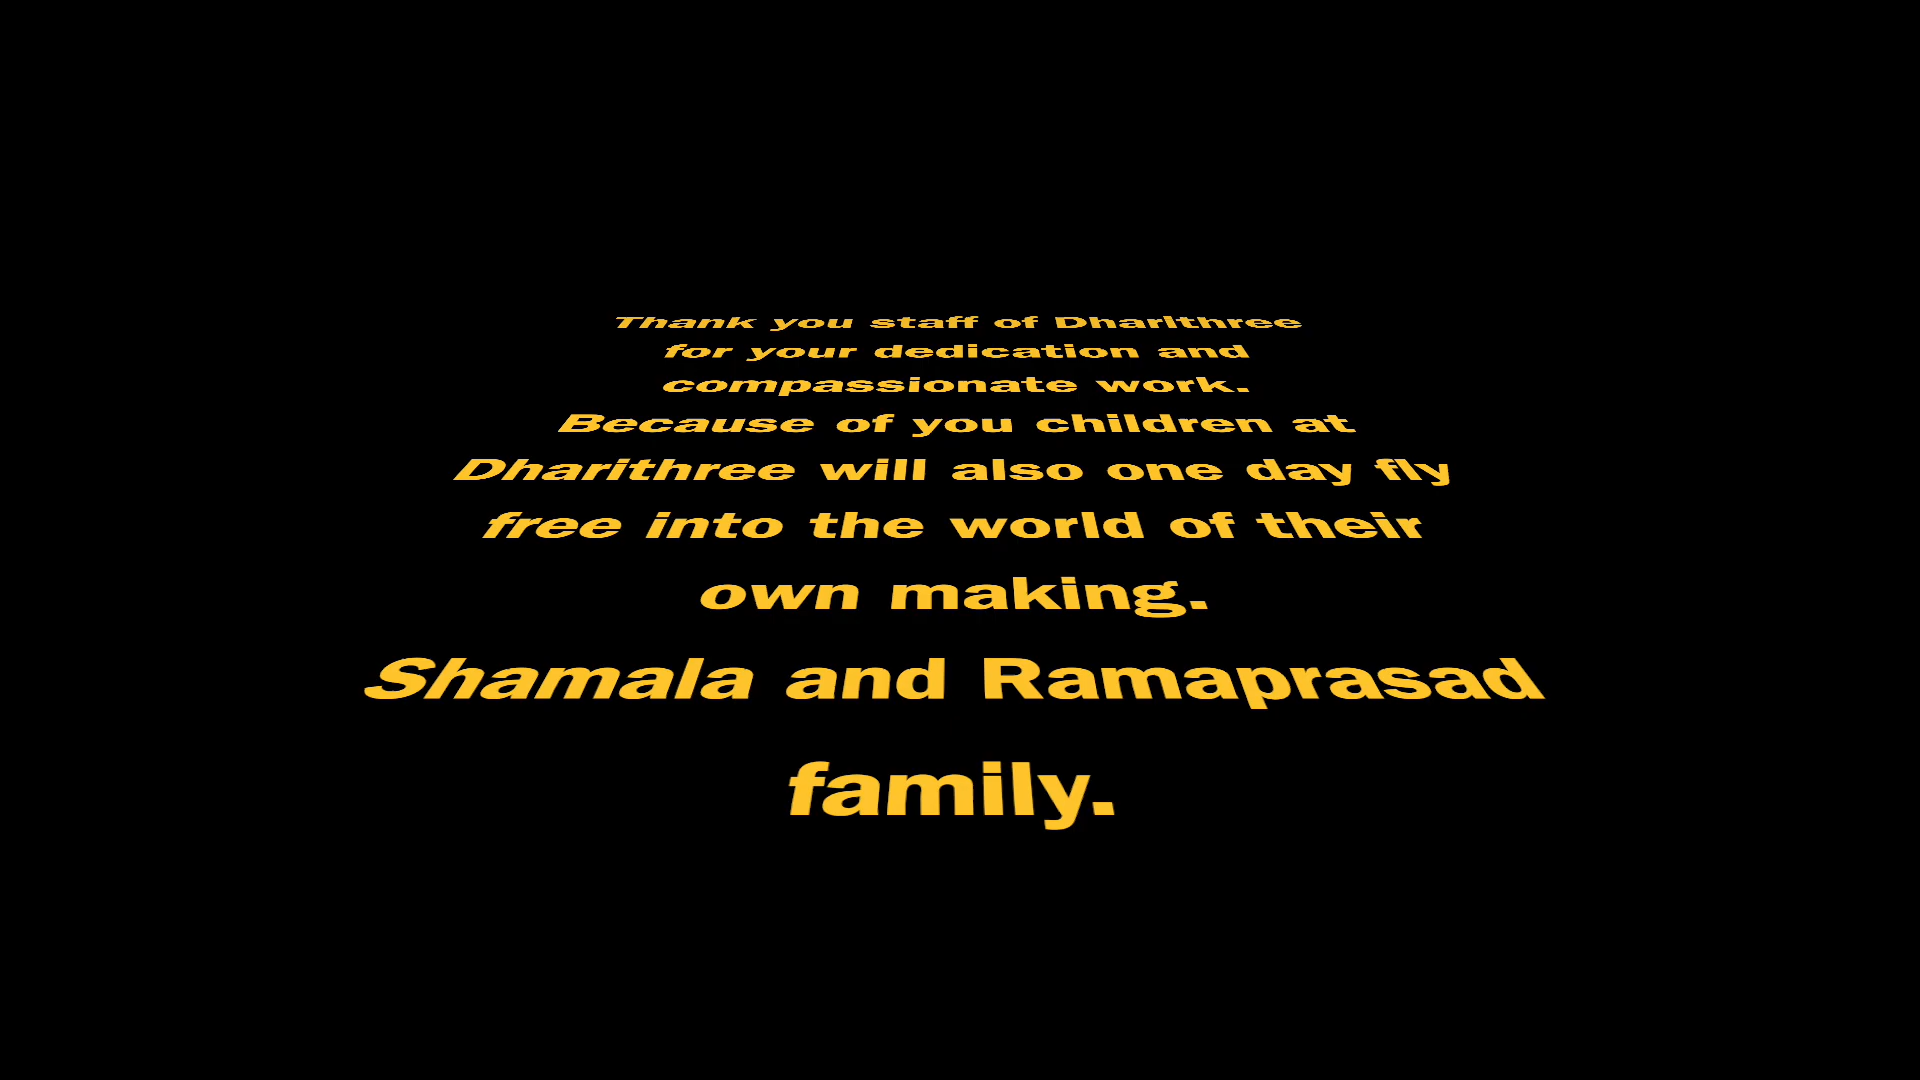 Thank you staff of Dharithree
for your dedication and
compassionate work.
Because of you children at
Dharithree will also one day fly
free into the world of their
own making.
Shamala and Ramaprasad
family.